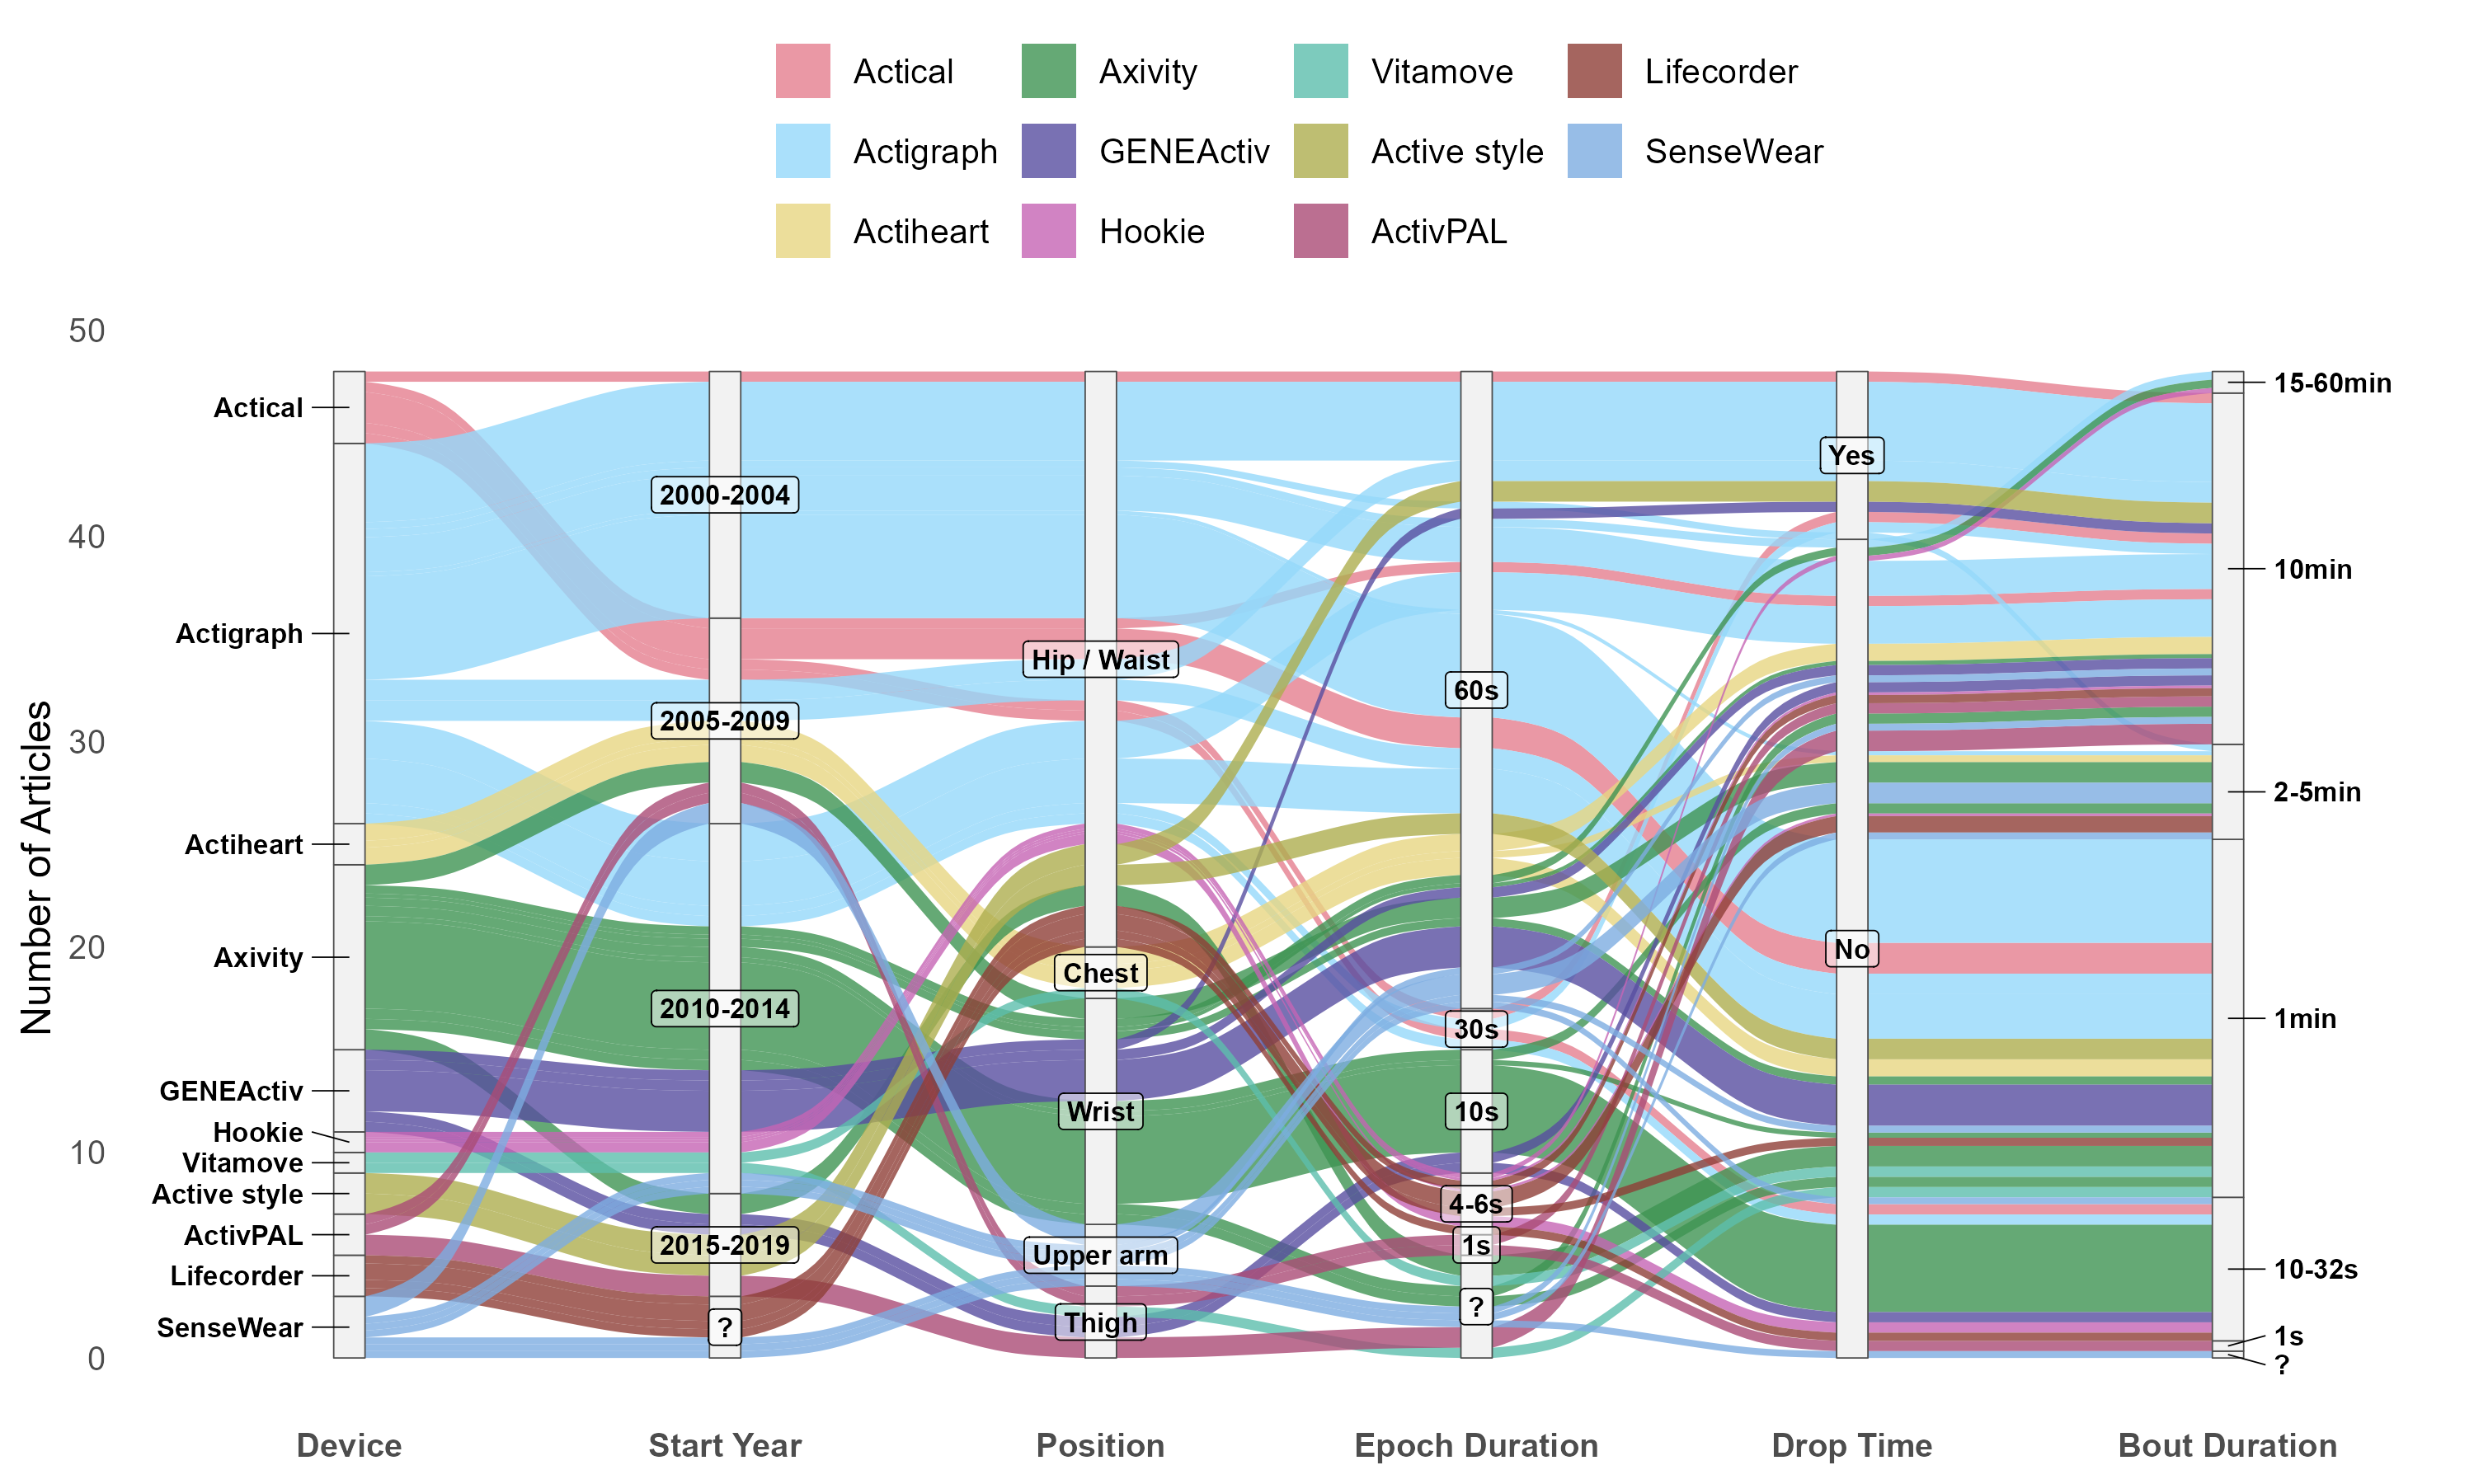 Actical
Axivity
Vitamove
Lifecorder
Actigraph
GENEActiv
Active style
SenseWear
Actiheart
Hookie
ActivPAL
Number of Articles
50
40
30
20
10
0
Actical
Actigraph
Actiheart
Axivity
GENEActiv
Hookie
Vitamove
Active style
ActivPAL
Lifecorder
SenseWear
2000-2004
2005-2009
2010-2014
2015-2019
?
Hip / Waist
Chest
Wrist
Upper arm
Thigh
60s
30s
10s
4-6s
1s
?
Yes
No
15-60min
10min
2-5min
1min
10-32s
1s
?
Device
Start Year
Position
Epoch Duration
Drop Time
Bout Duration